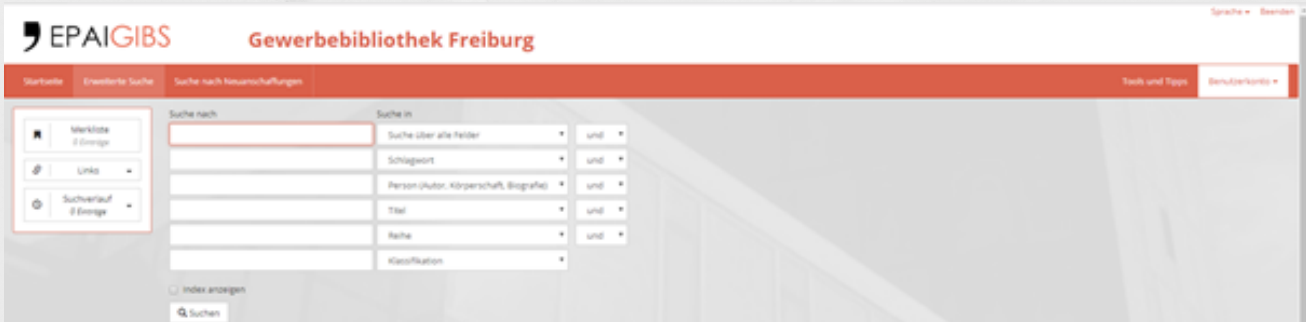 Sprache Beenden
EPAIGIBS Gewerbebibliothek Freiburg
Startseite Erweiterte Suche Suche nach Neuanschaffungen Tools und Tipps Benutzerkonto
Suche nach Suche in
Merkliste
0 Einträge
Links
Suchverlauf
0 Einträge
Suche über alle Felder und
Schlagwort und
Person (Autor, Körperschaft, Biografie) und
Titel und
Reihe und
Klassifikation
Index anzeigen
Suchen